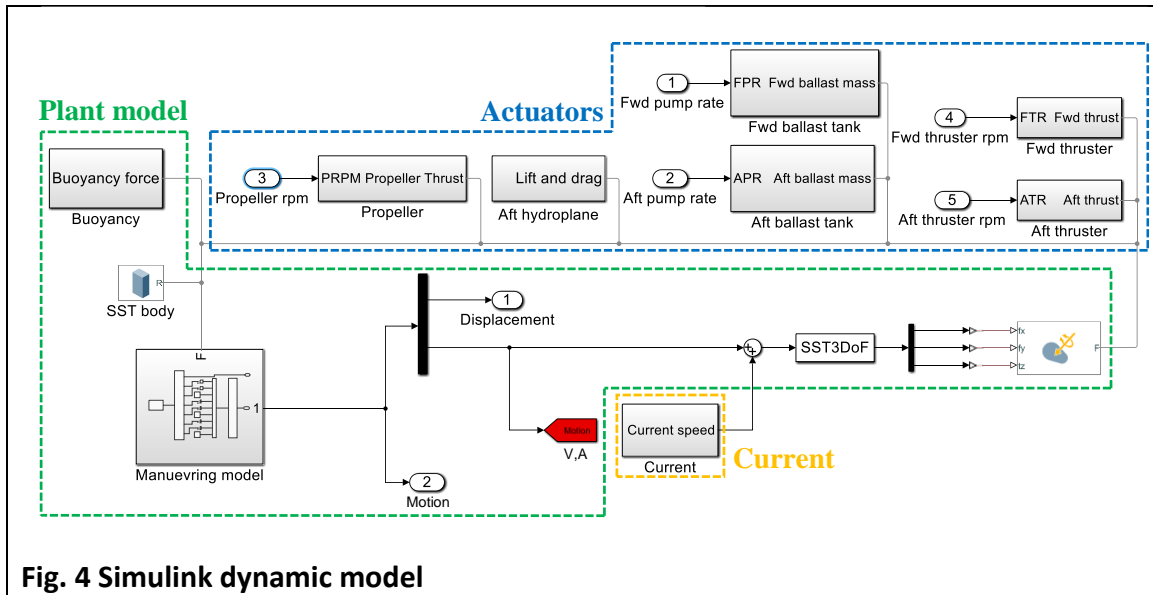 Plant model
Actuators
1
Fwd pump rate
FPR Fwd ballast mass
Fwd ballast tank
4
Fwd thruster rpm
FTR Fwd thrust
Fwd thruster
Buoyancy force
Buoyancy
3
Propeller rpm
PRPM Propeller Thrust
Propeller
Lift and drag
Aft hydroplane
2
Aft pump rate
APR Aft ballast mass
Aft ballast tank
5
Aft thruster rpm
ATR Aft thrust
Aft thruster
R
SST body
1
Displacement
F
1
Manuevring model
SST3DoF
fx
fy
tz
F
Motion
V,A
Current speed
Current
Current
2
Motion
Fig. 4 Simulink dynamic model